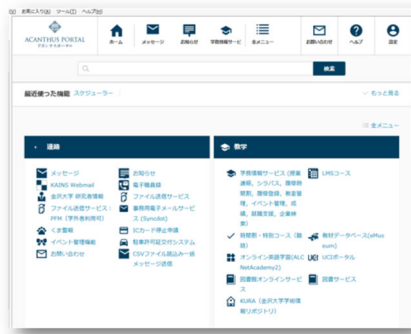 (V) お気に入り(A) ツール(T) ヘルプ(H)
ACANTHUS PORTAL
アカンサスポータル
ホーム
メッセージ
お知らせ
学務情報サービス
全メニュー
お問い合わせ
ヘルプ
設定
検索
最近使った機能 スケジューラー
もっと見る
全メニュー
連絡
メッセージ
お知らせ
KAINS Webmail
電子職員録
金沢大学 研究者情報
ファイル送信サービス
ファイル送信サービス:
PFM(学外者利用可)
事務用電子メールサービ
ス (Syncdot)
くま警報
ICカード停止申請
イベント管理機能
駐車許可証交付システム
お問い合わせ
CSVファイル読込み一括
メッセージ送信
教学
学務情報サービス (授業
連絡、シラバス、履修時
間割、履修登録、教室管
理、イベント管理、成
績、就職支援、企業検
索)
LMSコース
時間割・特別コース(教
務)
教材データベース(eMus
eum)
オンライン英語学習(ALC
NetAcademy2)
UCIポータル
図書館オンラインサービ
ス
図書サービス
KURA(金沢大学学術情
報リポジトリ)